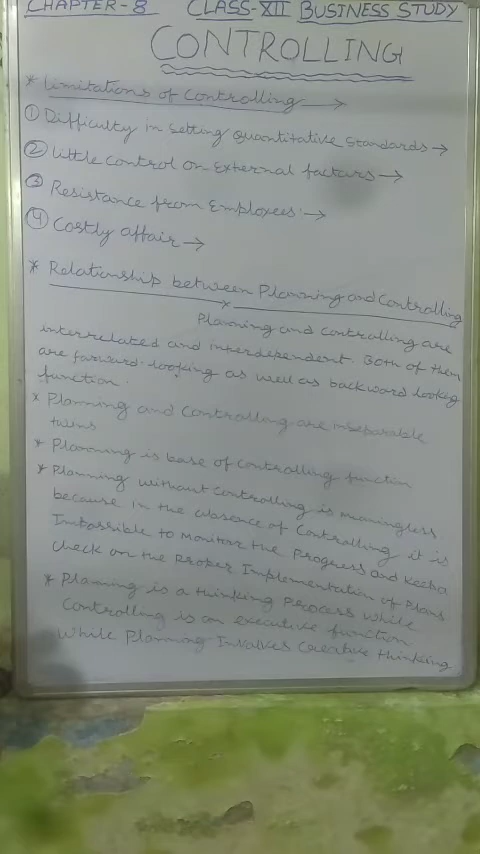 CHAPTER-8 CLASS-XII BUSINESS STUDY
CONTROLLING
* Limitations of Controlling →
① Difficulty in setting Quantitative standards →
② Little control on External factors →
③ Resistance from Employees →
④ Costly affair →
* Relationship between Planning and Controlling
Planning and controlling are
interrelated and interdependent. Both of them
are forward-looking as well as backward looking
function.
* Planning and Controlling are inseparable
twins
* Planning is base of controlling function
* Planning without controlling is meaningless
because in the absence of controlling it is
Impossible to monitor the Progress and keep a
check on the Proper Implementation of Plans
* Planning is a thinking Process while
Controlling is an executive function
While Planning Involves creative thinking